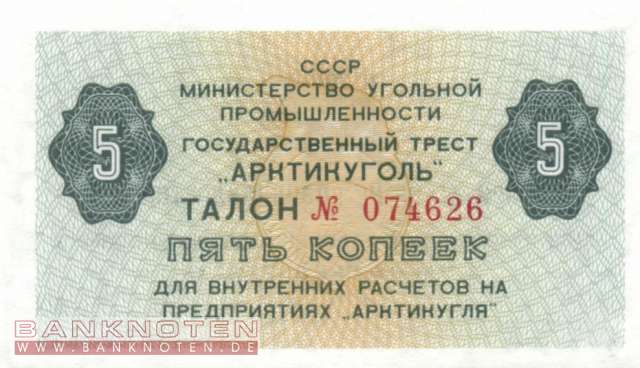 СССР
МИНИСТЕРСТВО УГОЛЬНОЙ
ПРОМЫШЛЕННОСТИ
ГОСУДАРСТВЕННЫЙ ТРЕСТ
„АРКТИКУГОЛЬ"
5 ТАЛОН № 074626 5
ПЯТЬ КОПЕЕК
ДЛЯ ВНУТРЕННИХ РАСЧЕТОВ НА
ПРЕДПРИЯТИЯХ „АРКТИКУГЛЯ"
BANKNOTEN
WWW.BANKNOTEN.DE